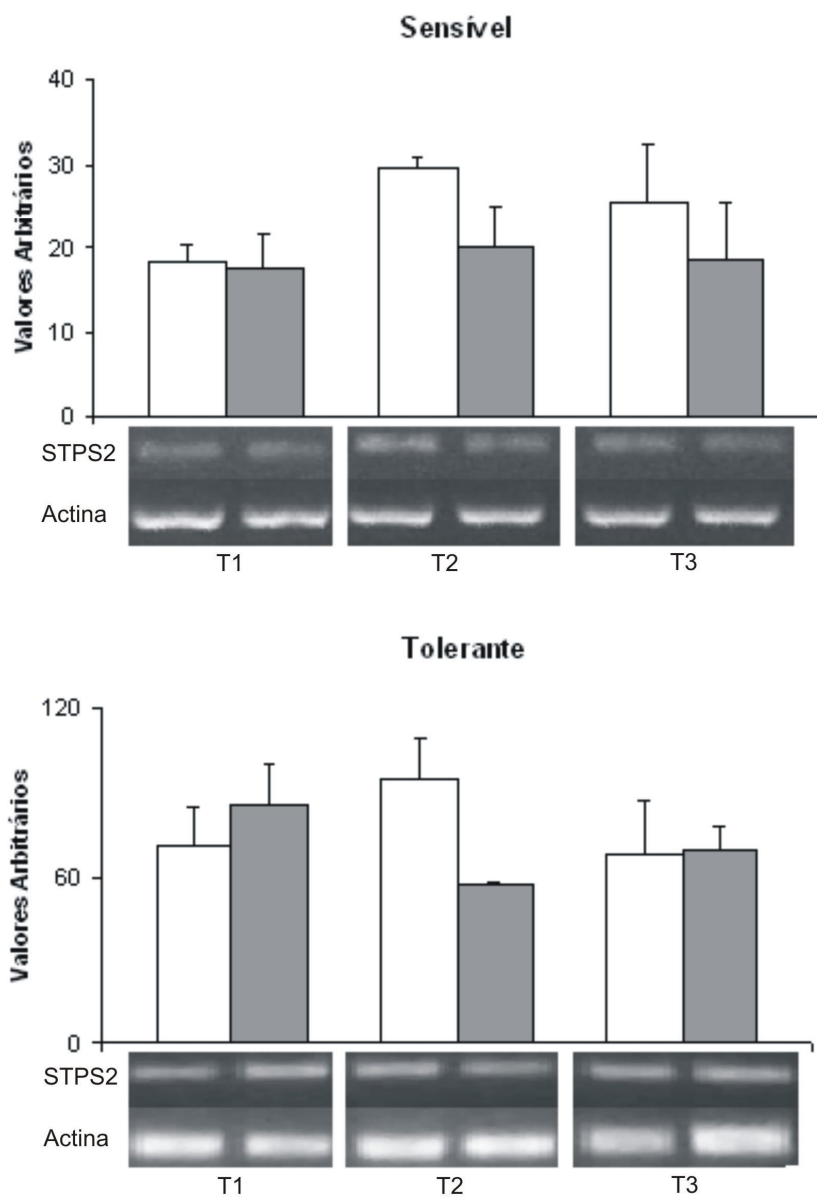 Sensível
40
30
20
10
0
Valores Arbitrários
STPS2
Actina
T1 T2 T3
Tolerante
120
60
0
Valores Arbitrários
STPS2
Actina
T1 T2 T3